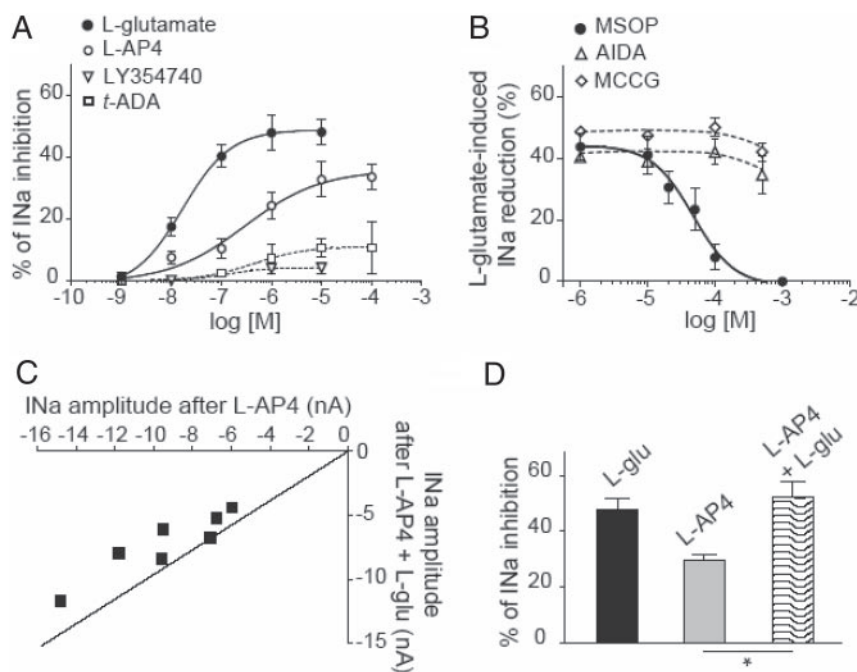 A
L-glutamate
L-AP4
LY354740
t-ADA
% of INa inhibition
60
40
20
0
-10 -9 -8 -7 -6 -5 -4 -3
log [M]
B
MSOP
AIDA
MCCG
L-glutamate-induced
INa reduction (%)
60
40
20
0
-6 -5 -4 -3 -2
log [M]
C
INa amplitude after L-AP4 (nA)
-16 -14 -12 -10 -8 -6 -4 -2 0
0
-5
-10
-15
INa amplitude
after L-AP4 + L-glu (nA)
D
% of INa inhibition
60
40
20
0
L-glu
L-AP4
L-AP4
+ L-glu
*